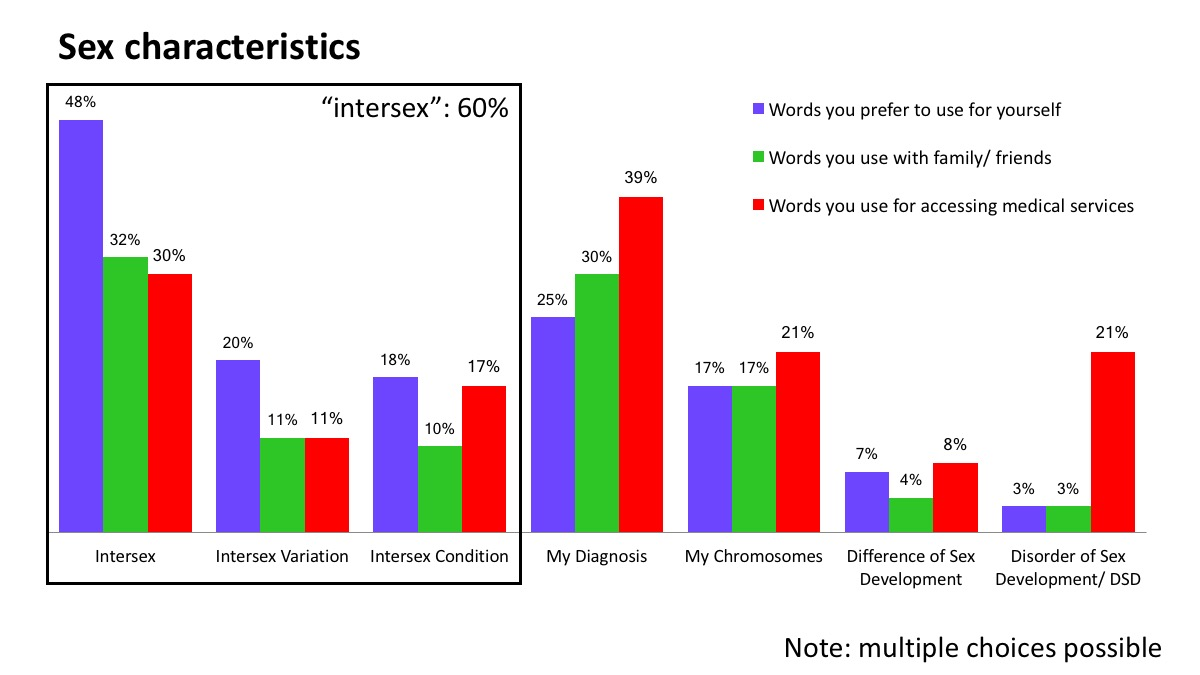 Sex characteristics
“intersex”: 60%
Words you prefer to use for yourself
Words you use with family/ friends
Words you use for accessing medical services
48%
32%
30%
20%
11%
11%
18%
10%
17%
25%
30%
39%
17%
17%
21%
7%
4%
8%
3%
3%
21%
Intersex
Intersex Variation
Intersex Condition
My Diagnosis
My Chromosomes
Difference of Sex
Development
Disorder of Sex
Development/ DSD
Note: multiple choices possible